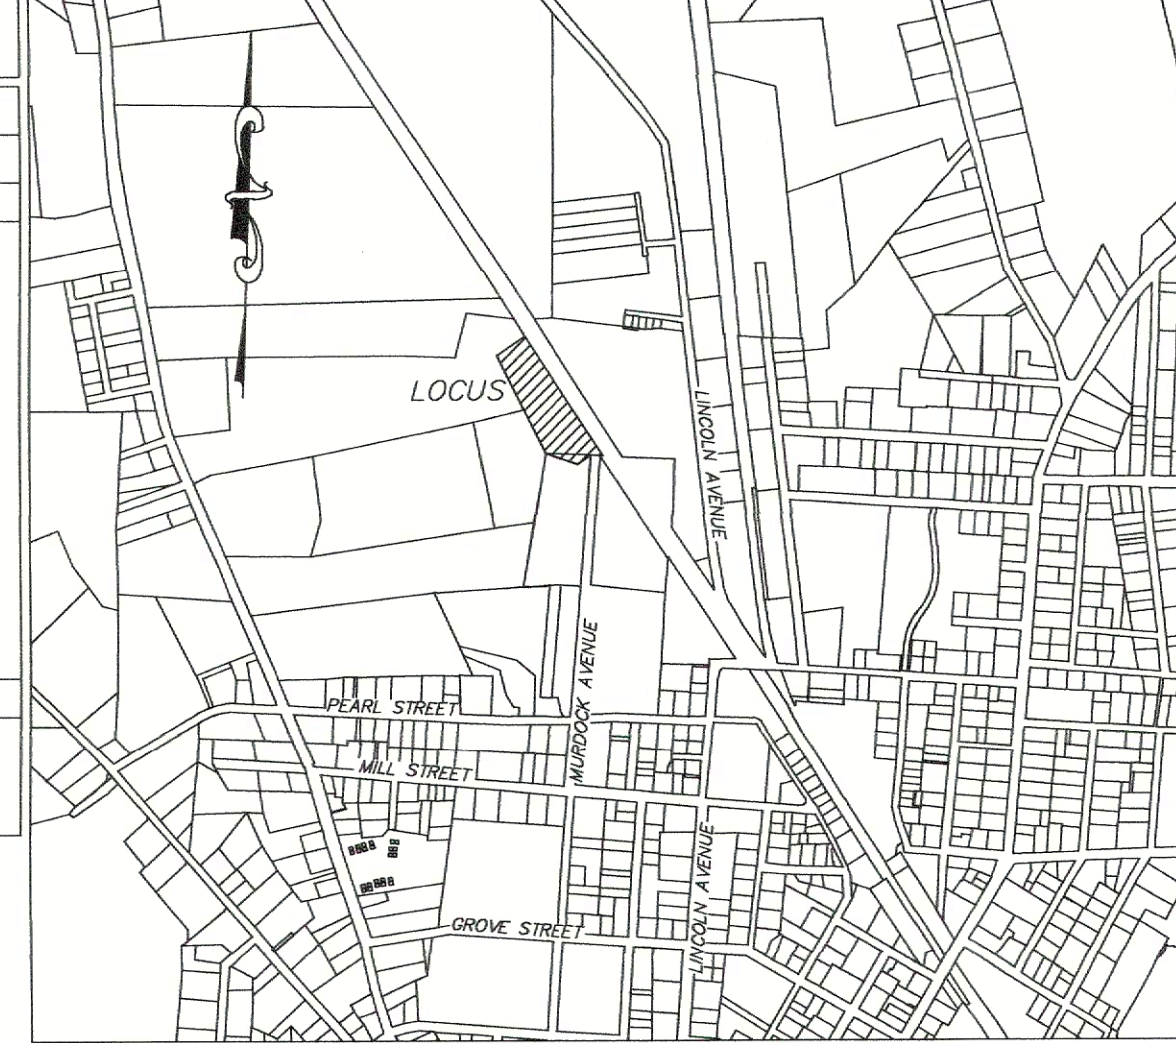 LOCUS
LINCOLN AVENUE
MURDOCK AVENUE
PEARL STREET
MILL STREET
LINCOLN AVENUE
GROVE STREET